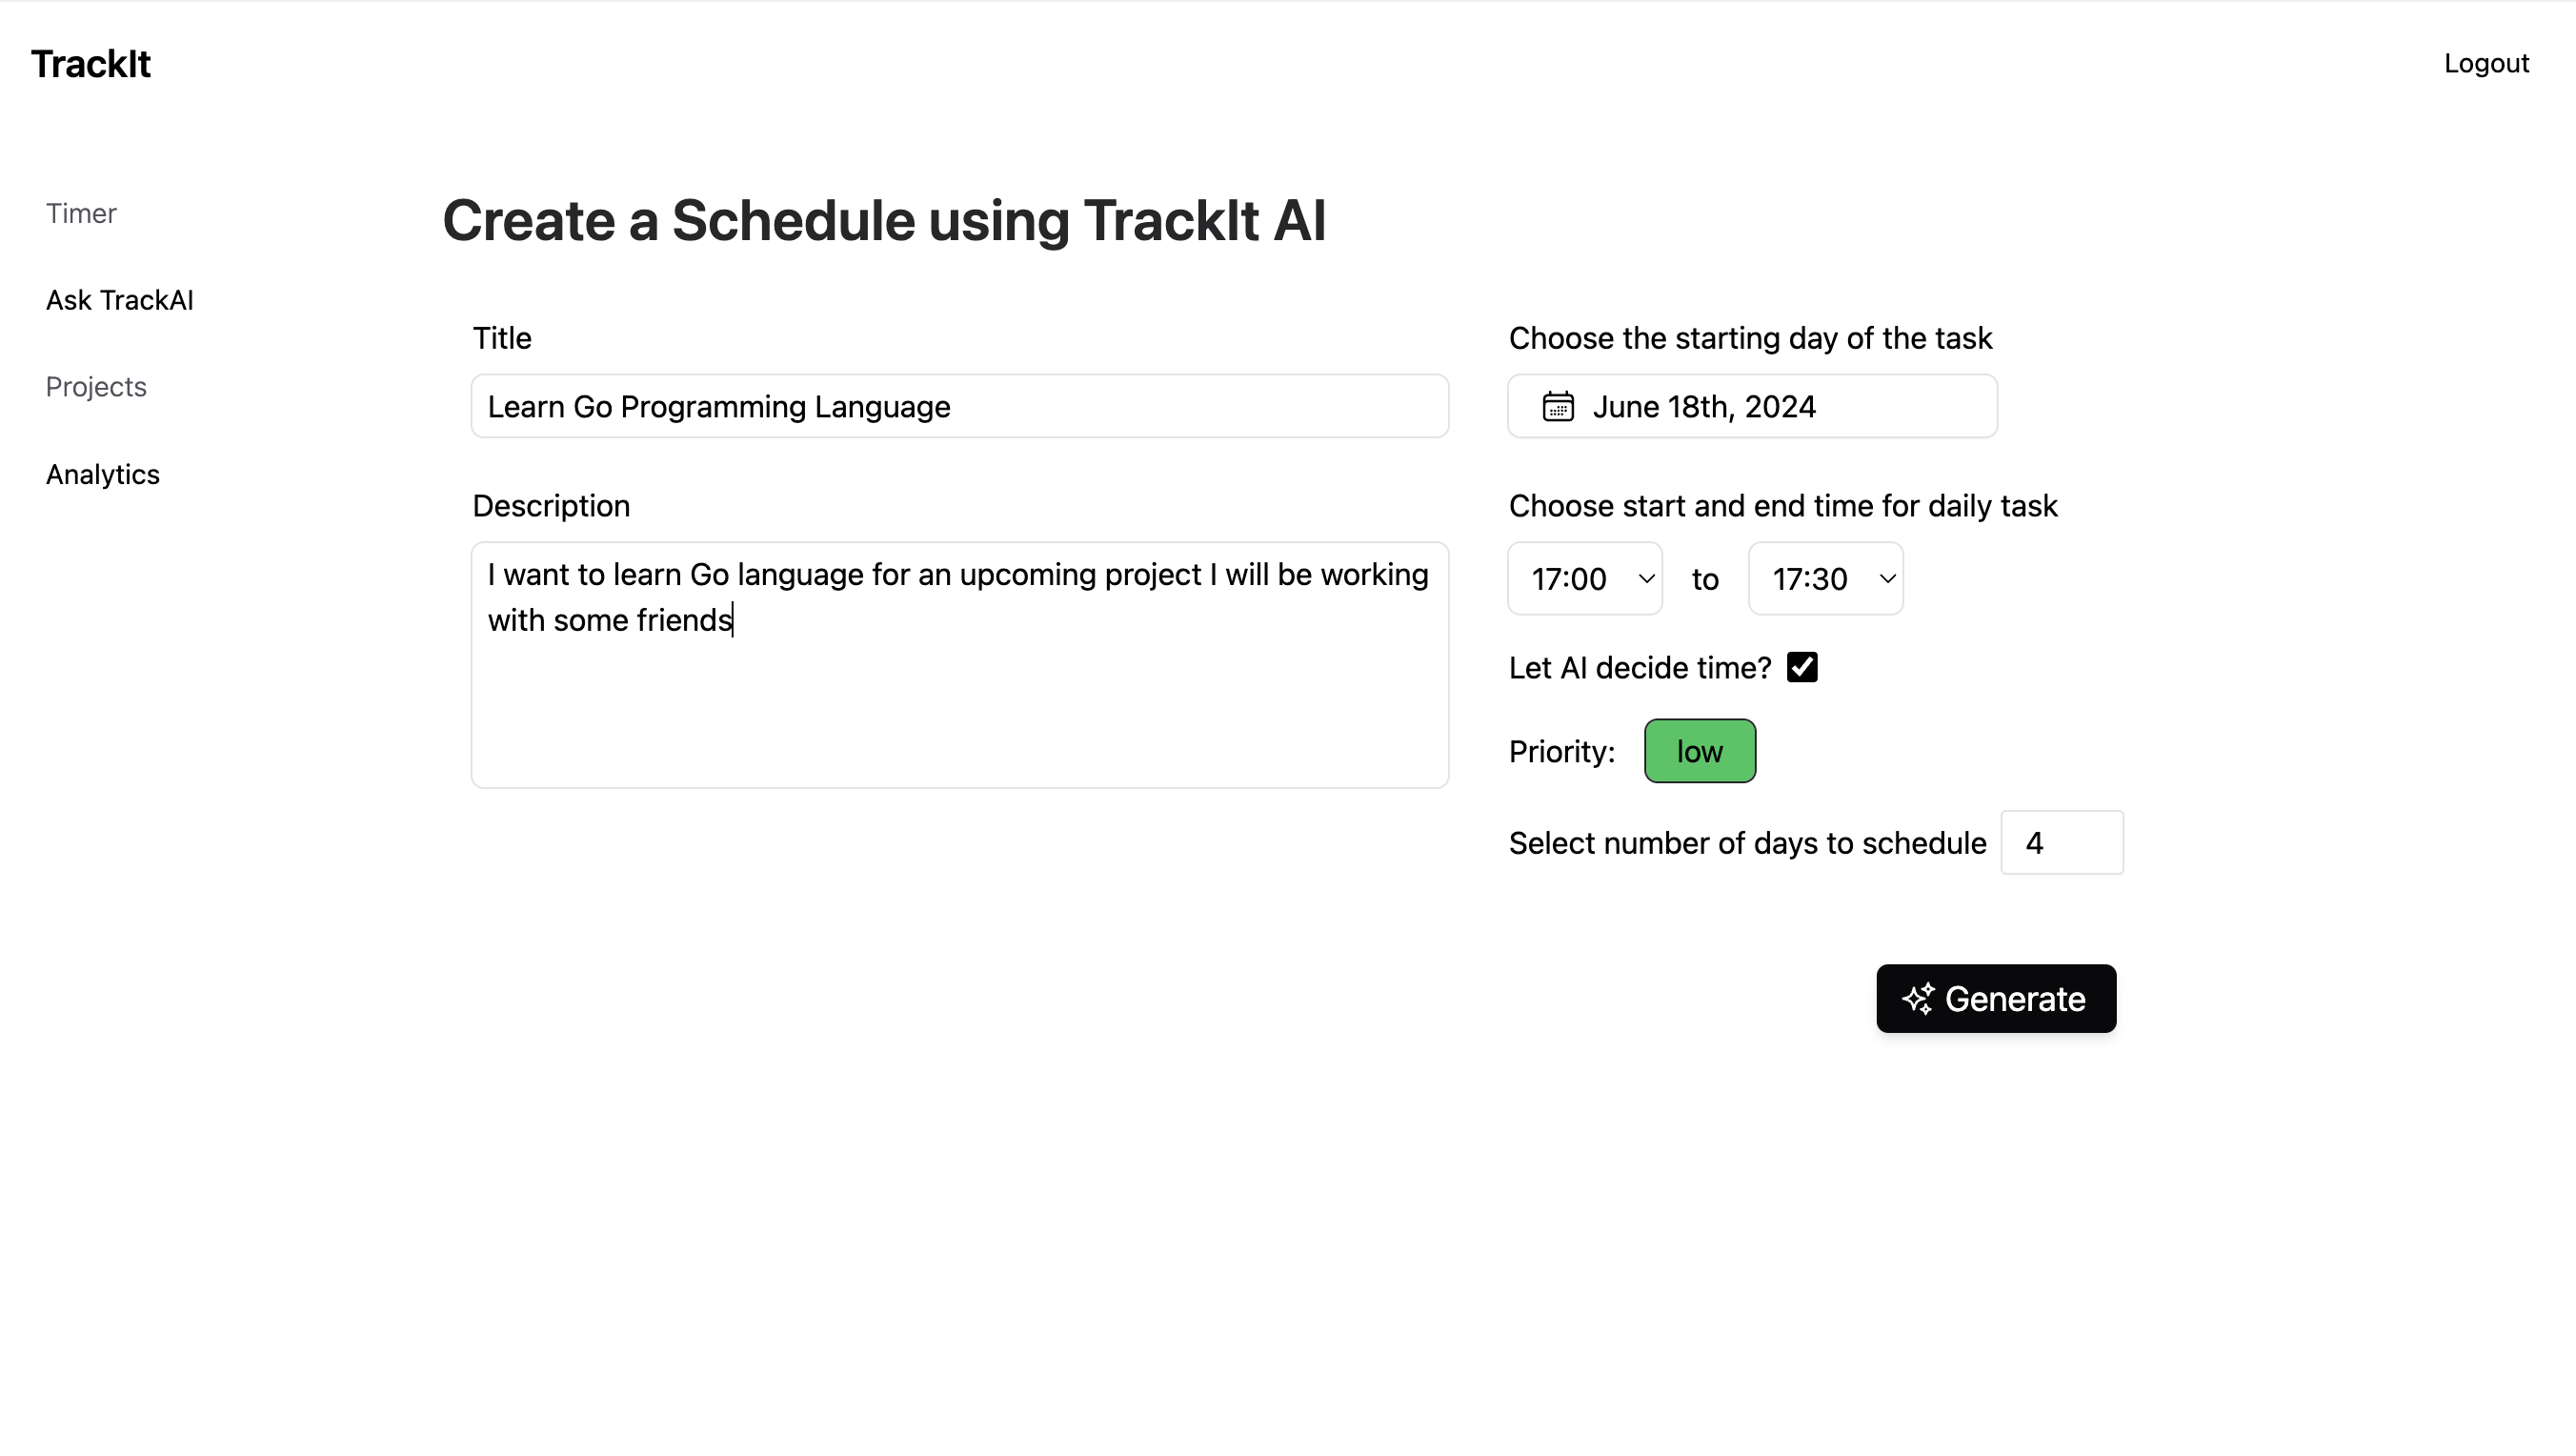 TrackIt
Logout
Timer
Ask TrackAI
Projects
Analytics
Create a Schedule using TrackIt AI
Title
Learn Go Programming Language
Description
I want to learn Go language for an upcoming project I will be working
with some friends
Choose the starting day of the task
June 18th, 2024
Choose start and end time for daily task
17:00 to 17:30
Let AI decide time?
Priority: low
Select number of days to schedule 4
Generate